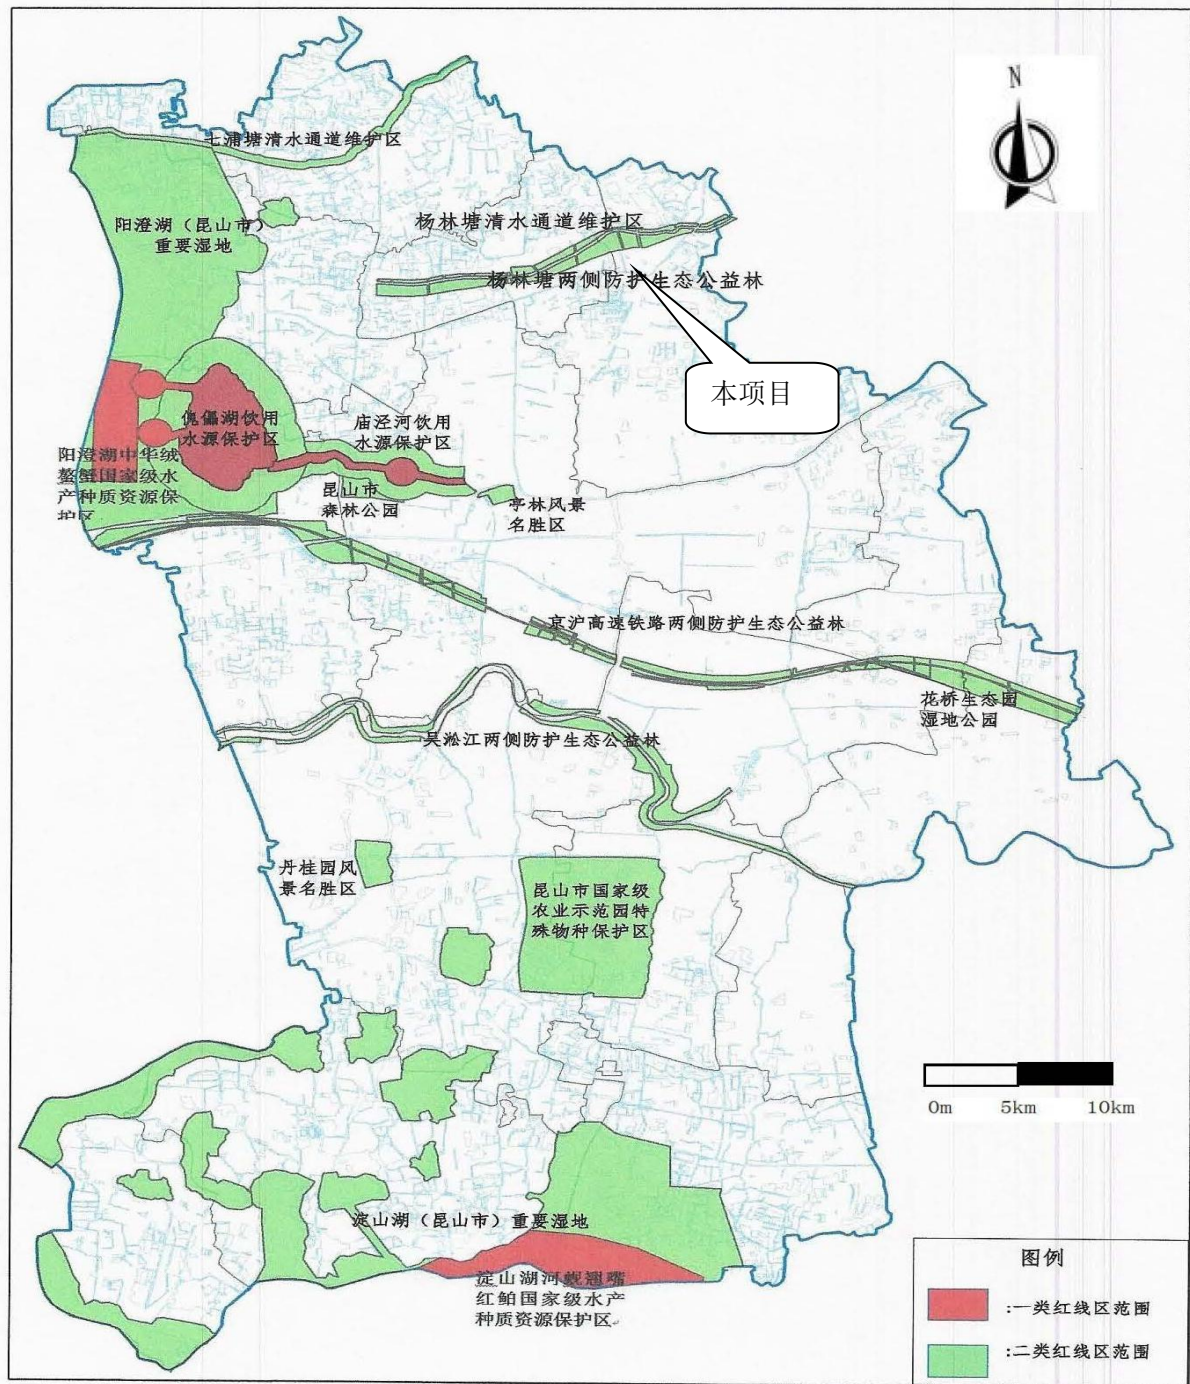 N
七浦塘清水通道维护区
阳澄湖（昆山市）
重要湿地
杨林塘清水通道维护区
杨林塘两侧防护生态公益林
本项目
傀儡湖饮用
水源保护区
庙泾河饮用
水源保护区
阳澄湖中华绒
螯蟹国家级水
产种质资源保
护区
昆山市
森林公园
亭林风景
名胜区
京沪高速铁路两侧防护生态公益林
花桥生态园
湿地公园
吴淞江两侧防护生态公益林
丹桂园风
景名胜区
昆山市国家级
农业示范园特
殊物种保护区
0m 5km 10km
淀山湖（昆山市）重要湿地
淀山湖河蚬翘嘴
红鲌国家级水产
种质资源保护区
图例
:一类红线区范围
:二类红线区范围